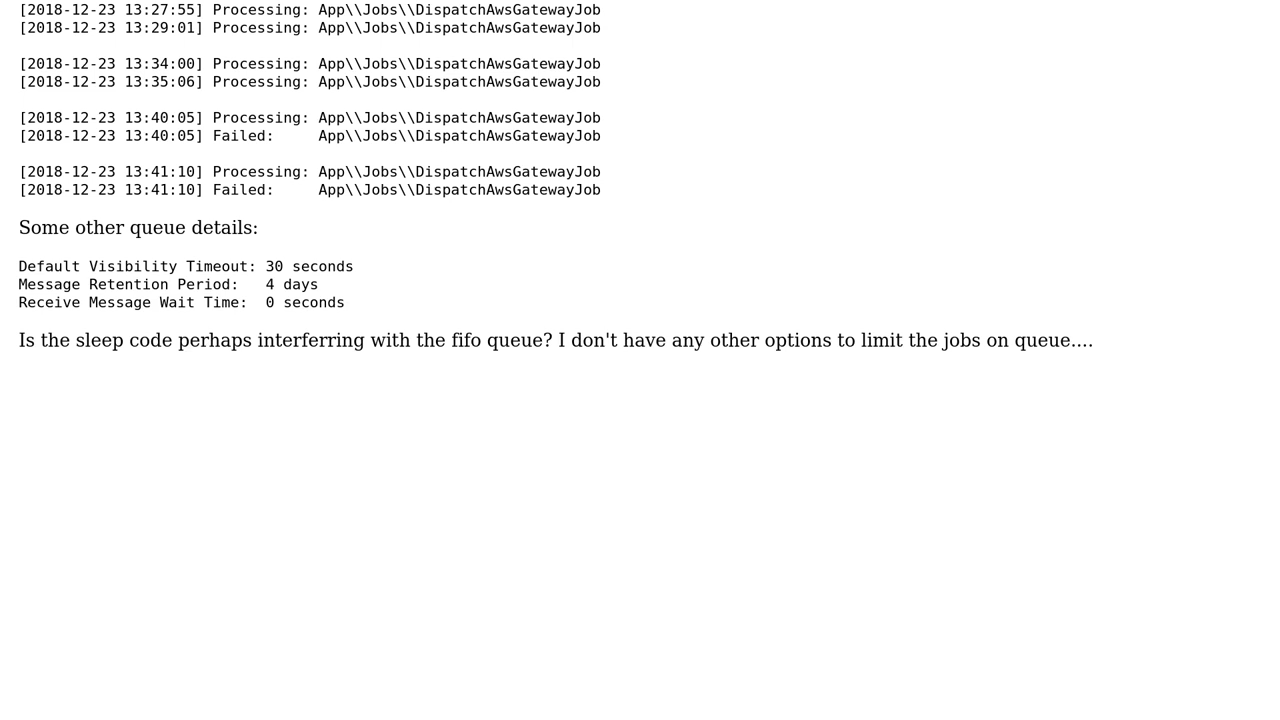 [2018-12-23 13:27:55] Processing: App\\Jobs\\DispatchAwsGatewayJob
[2018-12-23 13:29:01] Processing: App\\Jobs\\DispatchAwsGatewayJob
[2018-12-23 13:34:00] Processing: App\\Jobs\\DispatchAwsGatewayJob
[2018-12-23 13:35:06] Processing: App\\Jobs\\DispatchAwsGatewayJob
[2018-12-23 13:40:05] Processing: App\\Jobs\\DispatchAwsGatewayJob
[2018-12-23 13:40:05] Failed:     App\\Jobs\\DispatchAwsGatewayJob
[2018-12-23 13:41:10] Processing: App\\Jobs\\DispatchAwsGatewayJob
[2018-12-23 13:41:10] Failed:     App\\Jobs\\DispatchAwsGatewayJob
Some other queue details:
Default Visibility Timeout: 30 seconds
Message Retention Period:   4 days
Receive Message Wait Time:  0 seconds
Is the sleep code perhaps interferring with the fifo queue? I don't have any other options to limit the jobs on queue....